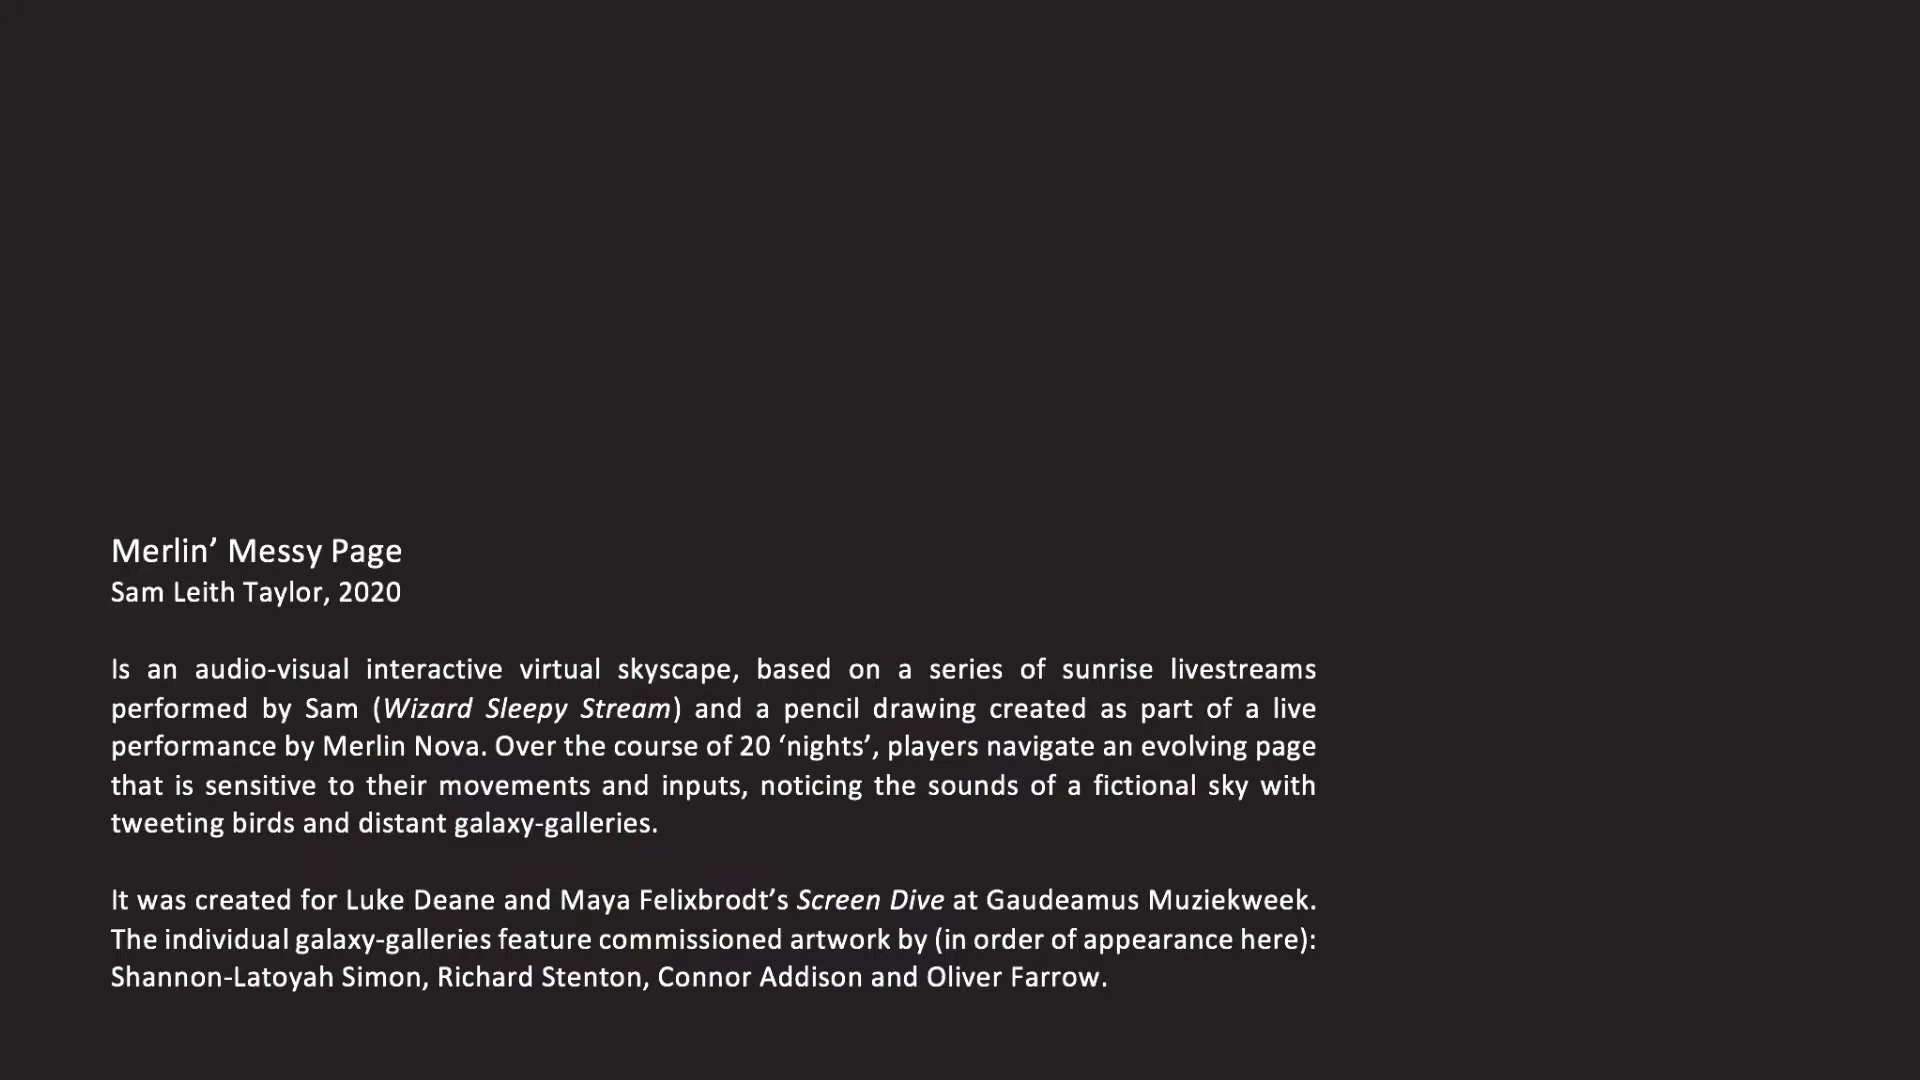 Merlin’ Messy Page
Sam Leith Taylor, 2020
Is an audio-visual interactive virtual skyscape, based on a series of sunrise livestreams
performed by Sam (Wizard Sleepy Stream) and a pencil drawing created as part of a live
performance by Merlin Nova. Over the course of 20 ‘nights’, players navigate an evolving page
that is sensitive to their movements and inputs, noticing the sounds of a fictional sky with
tweeting birds and distant galaxy-galleries.
It was created for Luke Deane and Maya Felixbrodt’s Screen Dive at Gaudeamus Muziekweek.
The individual galaxy-galleries feature commissioned artwork by (in order of appearance here):
Shannon-Latoyah Simon, Richard Stenton, Connor Addison and Oliver Farrow.